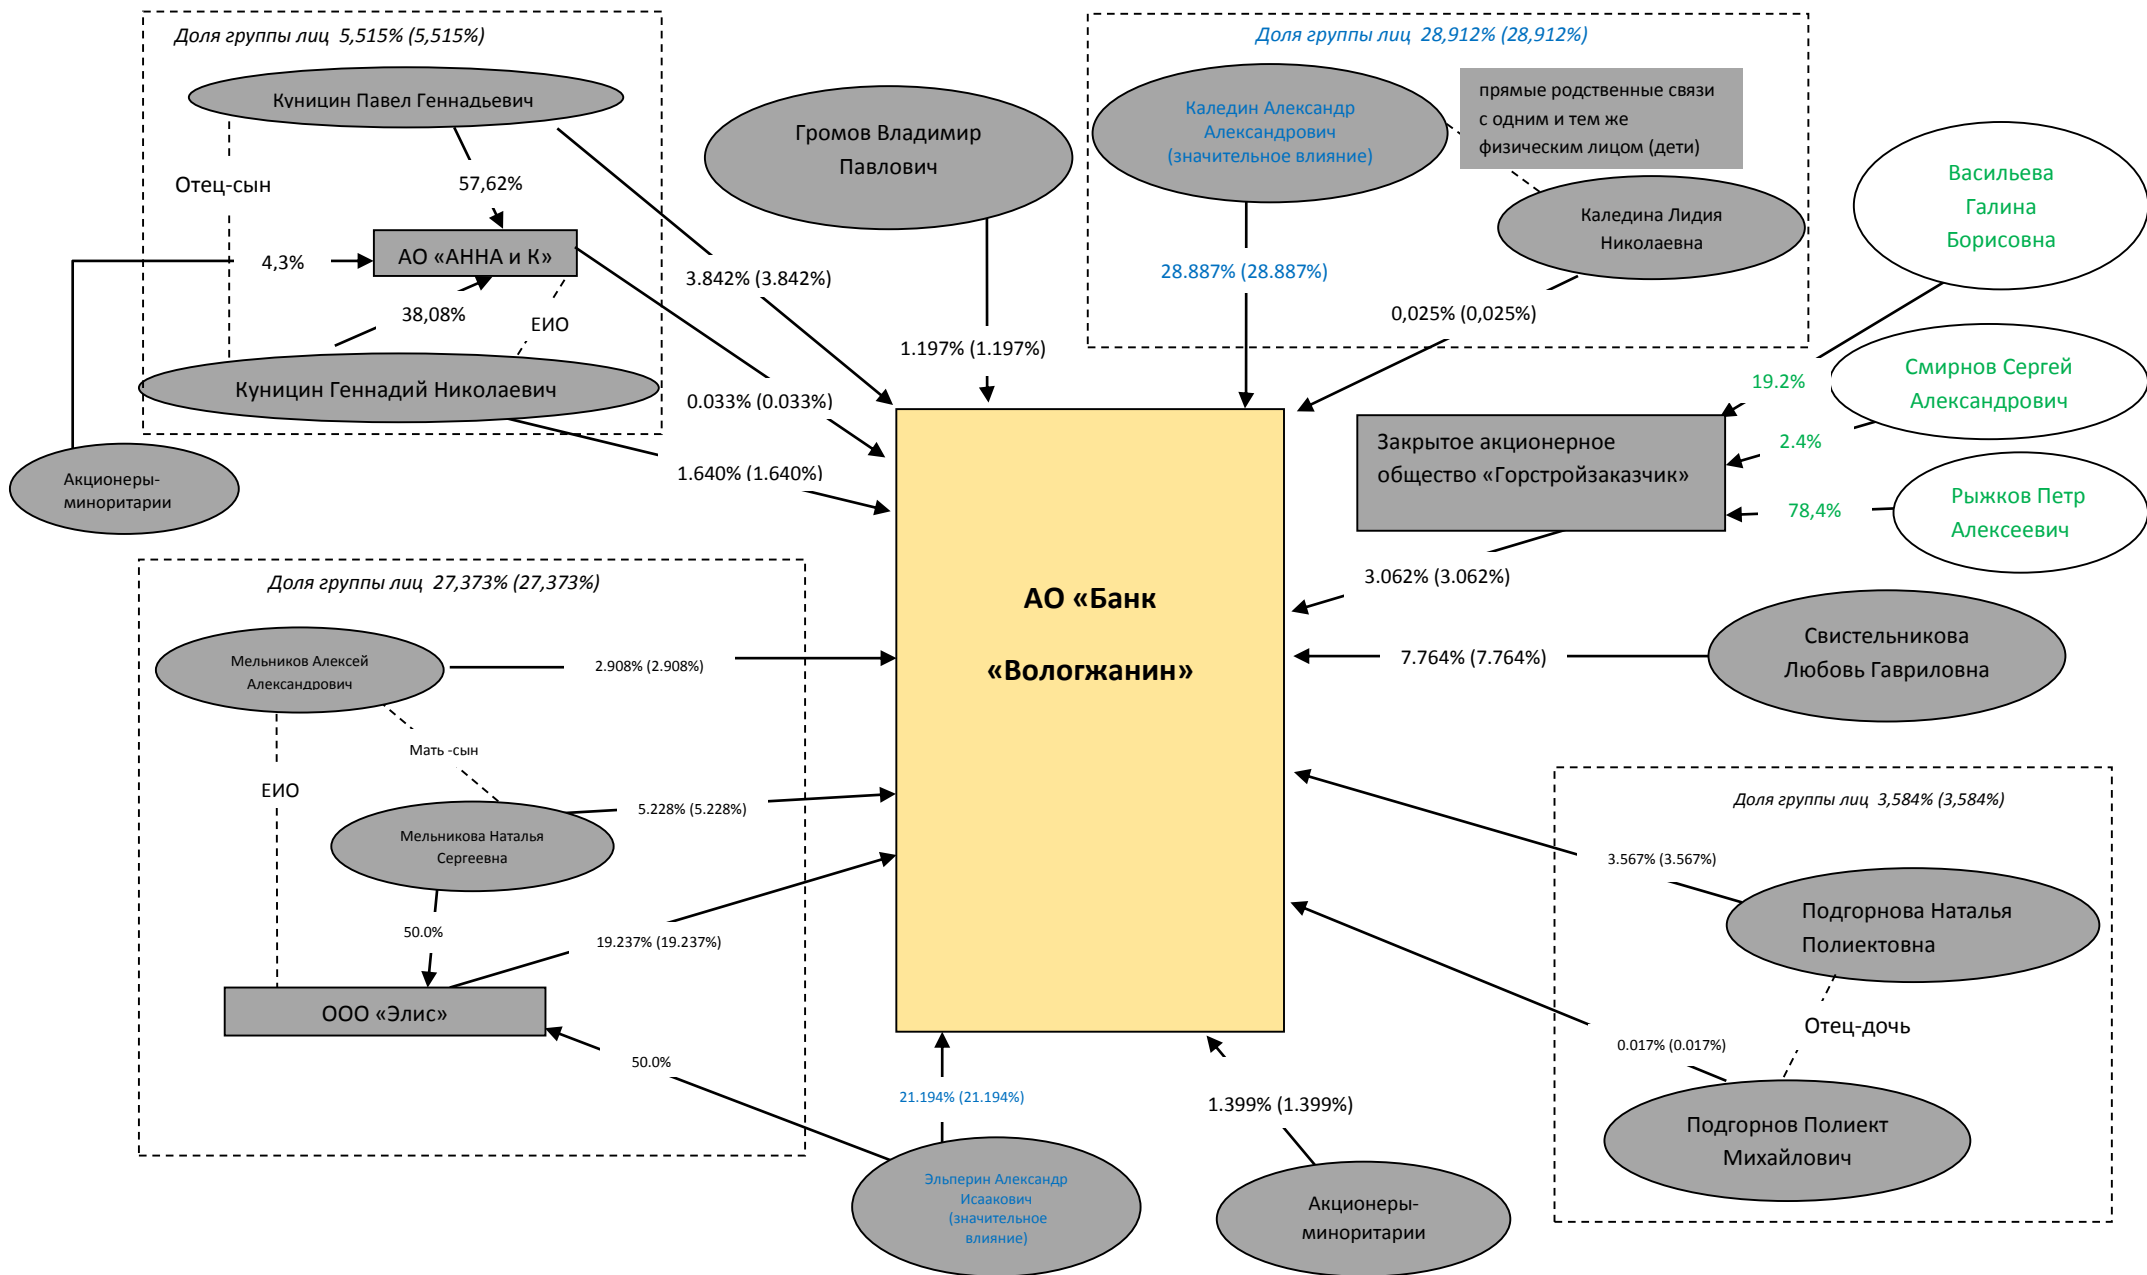 Доля группы лиц 5,515% (5,515%)
Куницин Павел Геннадьевич
Отец-сын
57,62%
4,3%
АО «АННА и К»
38,08%
ЕИО
Куницин Геннадий Николаевич
Акционеры-
миноритарии
3.842% (3.842%)
0.033% (0.033%)
1.640% (1.640%)
Громов Владимир
Павлович
1.197% (1.197%)
Доля группы лиц 28,912% (28,912%)
Каледин Александр
Александрович
(значительное влияние)
прямые родственные связи
с одним и тем же
физическим лицом (дети)
Каледина Лидия
Николаевна
28.887% (28.887%)
0,025% (0,025%)
Васильева
Галина
Борисовна
19.2%
Смирнов Сергей
Александрович
2.4%
Рыжков Петр
Алексеевич
78,4%
Закрытое акционерное
общество «Горстройзаказчик»
3.062% (3.062%)
АО «Банк
«Вологжанин»
Свистельникова
Любовь Гавриловна
7.764% (7.764%)
Доля группы лиц 27,373% (27,373%)
Мельников Алексей
Александрович
2.908% (2.908%)
Мать -сын
ЕИО
Мельникова Наталья
Сергеевна
5.228% (5.228%)
50.0%
19.237% (19.237%)
ООО «Элис»
50.0%
21.194% (21.194%)
Эльперин Александр
Исаакович
(значительное
влияние)
1.399% (1.399%)
Акционеры-
миноритарии
Доля группы лиц 3,584% (3,584%)
3.567% (3.567%)
Подгорнова Наталья
Полиектовна
Отец-дочь
0.017% (0.017%)
Подгорнов Полиект
Михайлович